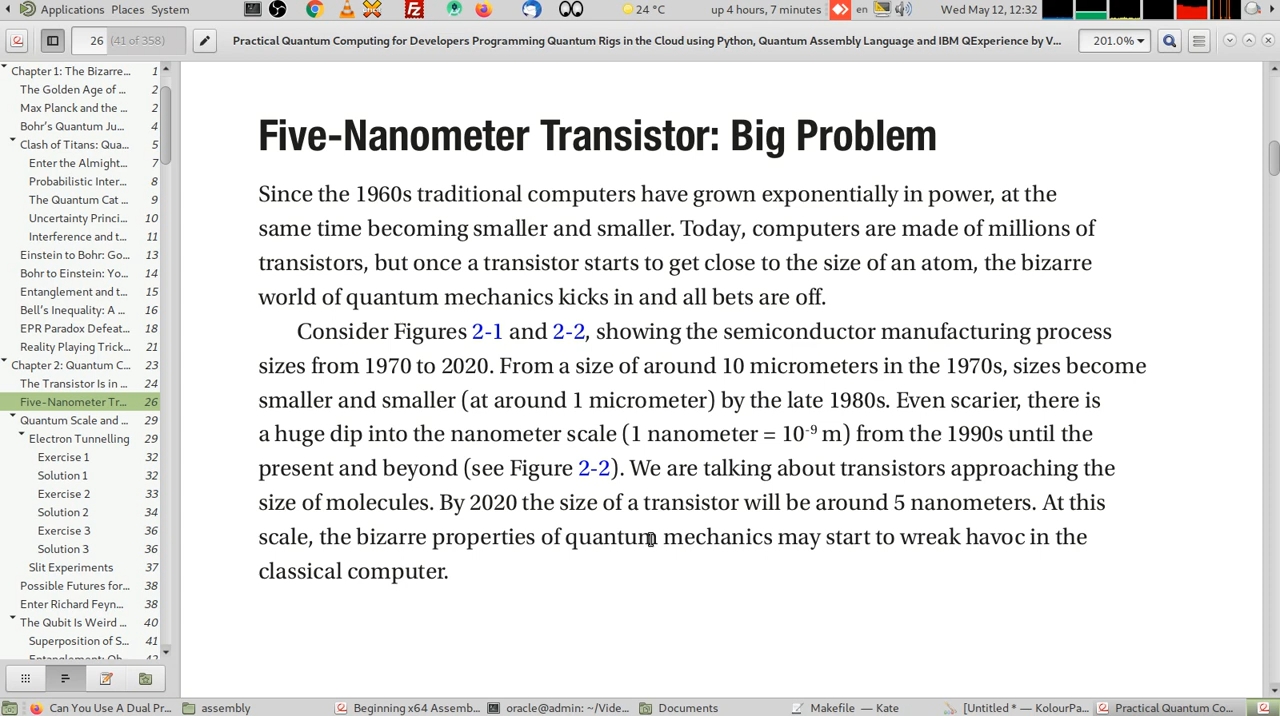 Applications Places System
24 °C
up 4 hours, 7 minutes
en
Wed May 12, 12:32
26
(41 of 358)
Practical Quantum Computing for Developers Programming Quantum Rigs in the Cloud using Python, Quantum Assembly Language and IBM QExperience by V...
201.0%
Chapter 1: The Bizarre... 1
The Golden Age of ... 2
Max Planck and the ... 2
Bohr's Quantum Ju... 4
Clash of Titans: Qua... 5
Enter the Almight... 7
Probabilistic Inter... 8
The Quantum Cat ... 9
Uncertainty Princi... 10
Interference and t... 11
Einstein to Bohr: Go... 13
Bohr to Einstein: Yo... 14
Entanglement and t... 15
Bell's Inequality: A ... 16
EPR Paradox Defeat... 18
Reality Playing Trick... 21
Chapter 2: Quantum C... 23
The Transistor Is in ... 24
Five-Nanometer Tr... 26
Quantum Scale and ... 29
Electron Tunnelling 29
Exercise 1 32
Solution 1 32
Exercise 2 33
Solution 2 34
Exercise 3 36
Solution 3 36
Slit Experiments 37
Possible Futures for... 38
Enter Richard Feyn... 38
The Qubit Is Weird ... 40
Superposition of S... 41
Five-Nanometer Transistor: Big Problem
Since the 1960s traditional computers have grown exponentially in power, at the
same time becoming smaller and smaller. Today, computers are made of millions of
transistors, but once a transistor starts to get close to the size of an atom, the bizarre
world of quantum mechanics kicks in and all bets are off.
Consider Figures 2-1 and 2-2, showing the semiconductor manufacturing process
sizes from 1970 to 2020. From a size of around 10 micrometers in the 1970s, sizes become
smaller and smaller (at around 1 micrometer) by the late 1980s. Even scarier, there is
a huge dip into the nanometer scale (1 nanometer = 10⁻⁹ m) from the 1990s until the
present and beyond (see Figure 2-2). We are talking about transistors approaching the
size of molecules. By 2020 the size of a transistor will be around 5 nanometers. At this
scale, the bizarre properties of quantum mechanics may start to wreak havoc in the
classical computer.
Can You Use A Dual Pr...
assembly
Beginning x64 Assemb...
oracle@admin: ~/Vide...
Documents
Makefile — Kate
[Untitled * — KolourPa...
Practical Quantum Co...